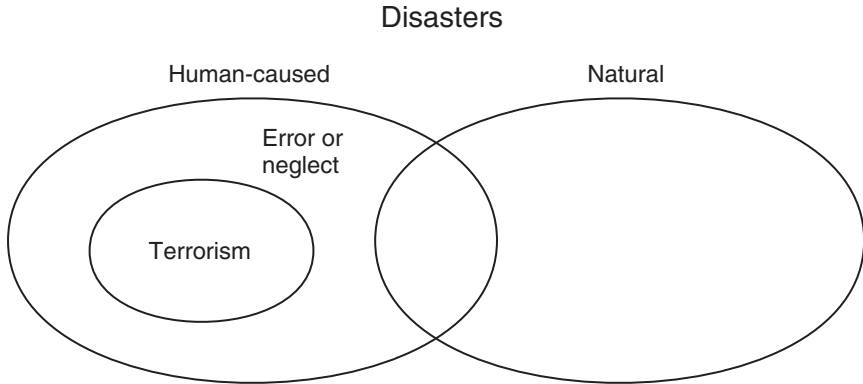 Disasters
Human-caused
Natural
Error or
neglect
Terrorism